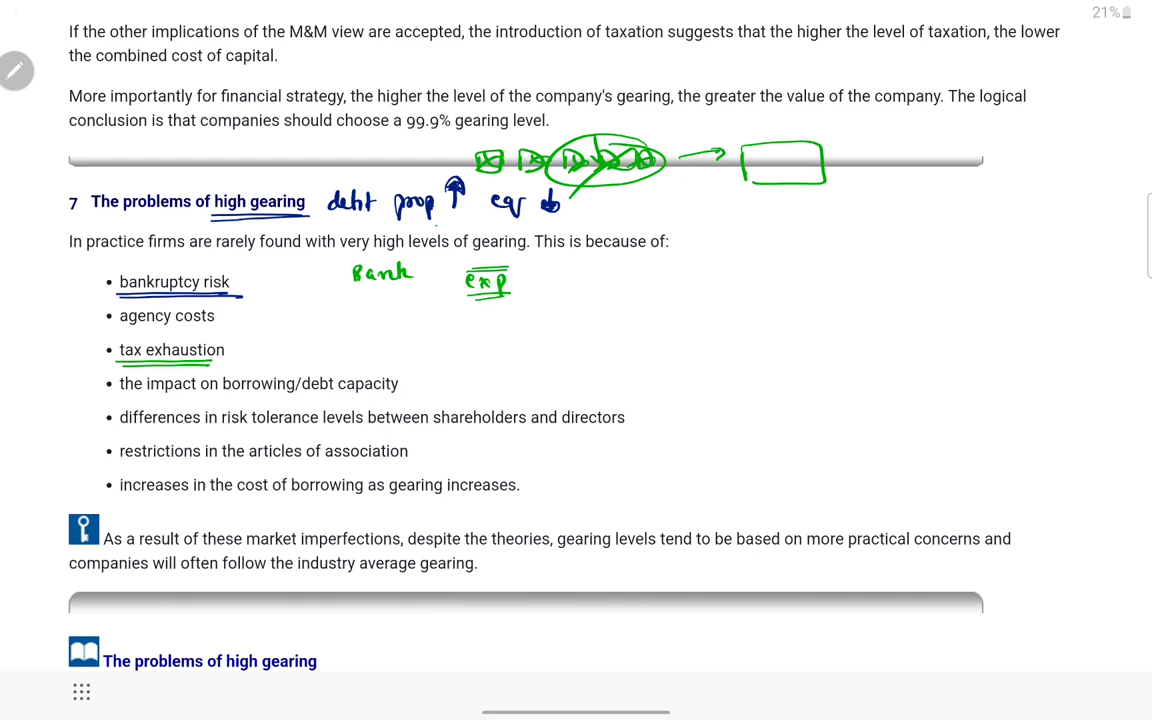 21%
If the other implications of the M&M view are accepted, the introduction of taxation suggests that the higher the level of taxation, the lower
the combined cost of capital.
More importantly for financial strategy, the higher the level of the company's gearing, the greater the value of the company. The logical
conclusion is that companies should choose a 99.9% gearing level.
7 The problems of high gearing debt prop eq
In practice firms are rarely found with very high levels of gearing. This is because of:
Bank exp
• bankruptcy risk
• agency costs
• tax exhaustion
• the impact on borrowing/debt capacity
• differences in risk tolerance levels between shareholders and directors
• restrictions in the articles of association
• increases in the cost of borrowing as gearing increases.
As a result of these market imperfections, despite the theories, gearing levels tend to be based on more practical concerns and
companies will often follow the industry average gearing.
The problems of high gearing